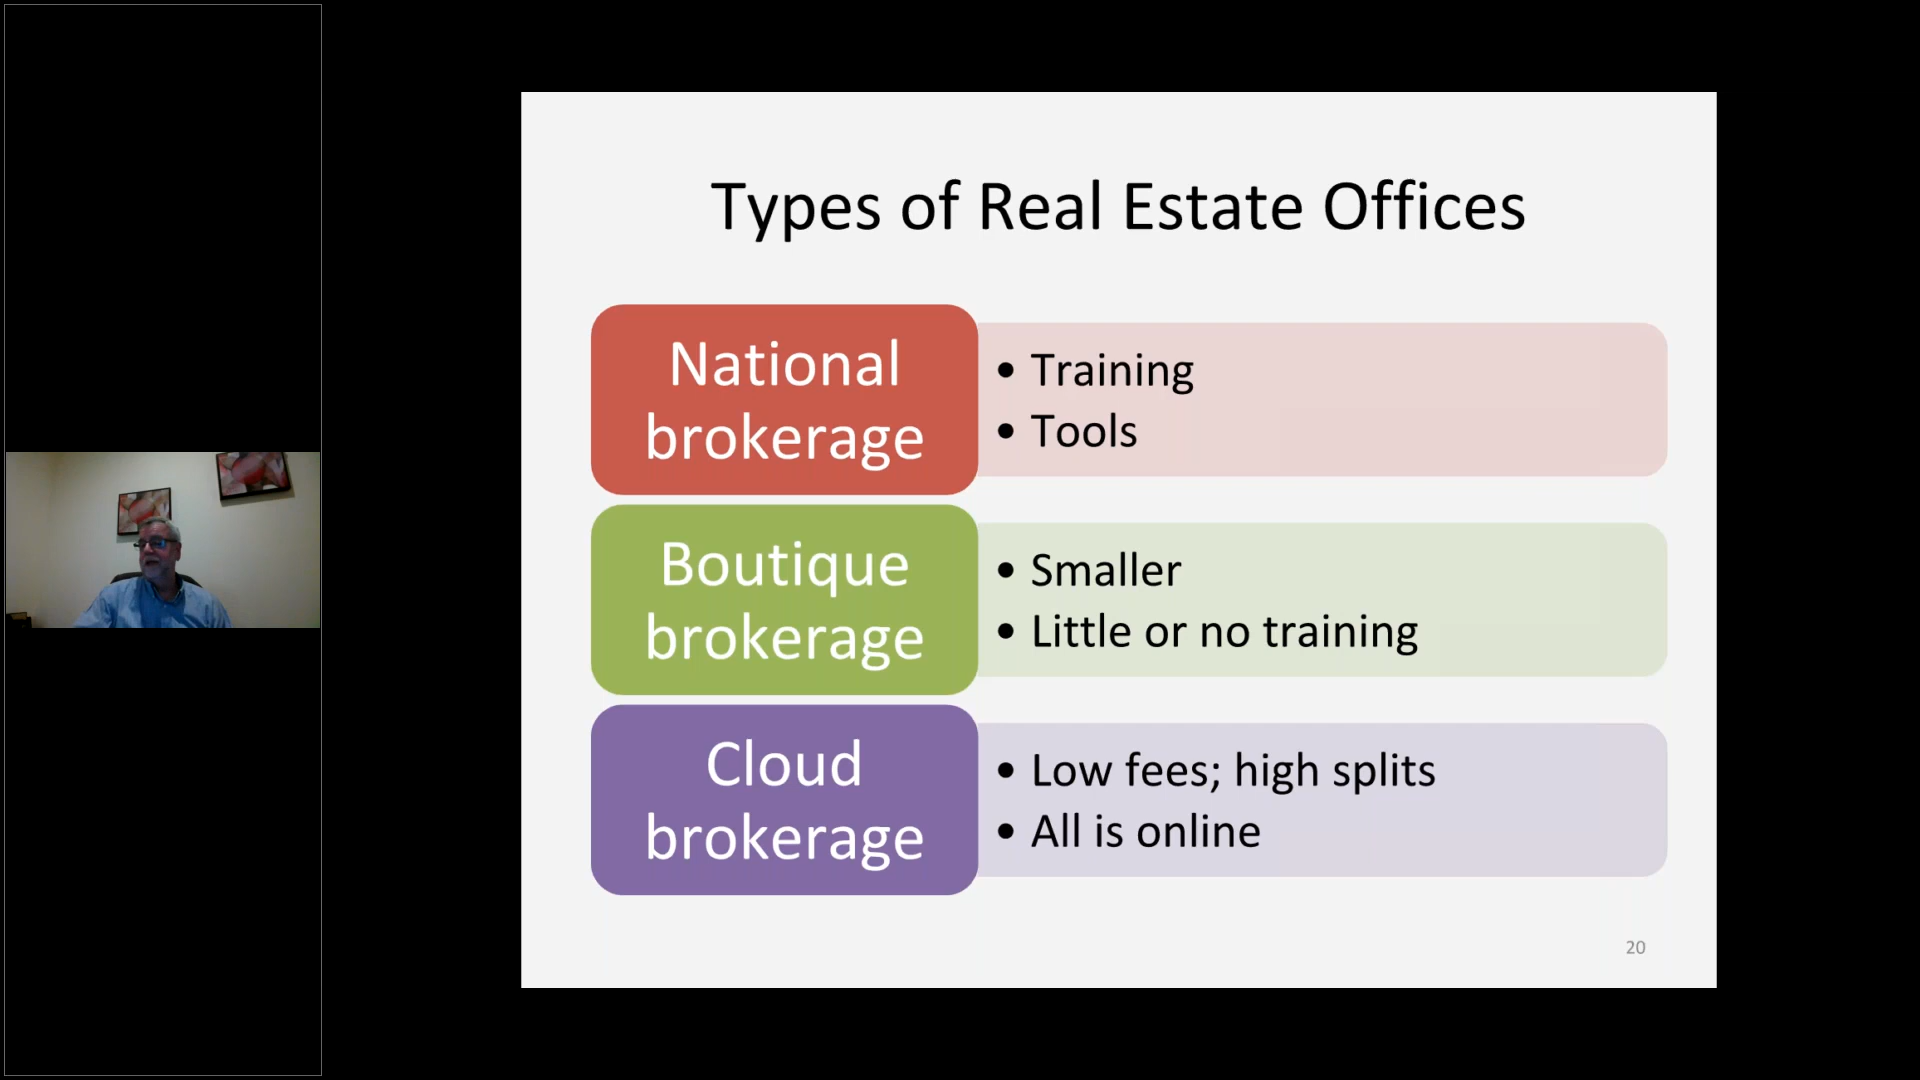 Types of Real Estate Offices
National
brokerage
• Training
• Tools
Boutique
brokerage
• Smaller
• Little or no training
Cloud
brokerage
• Low fees; high splits
• All is online
20